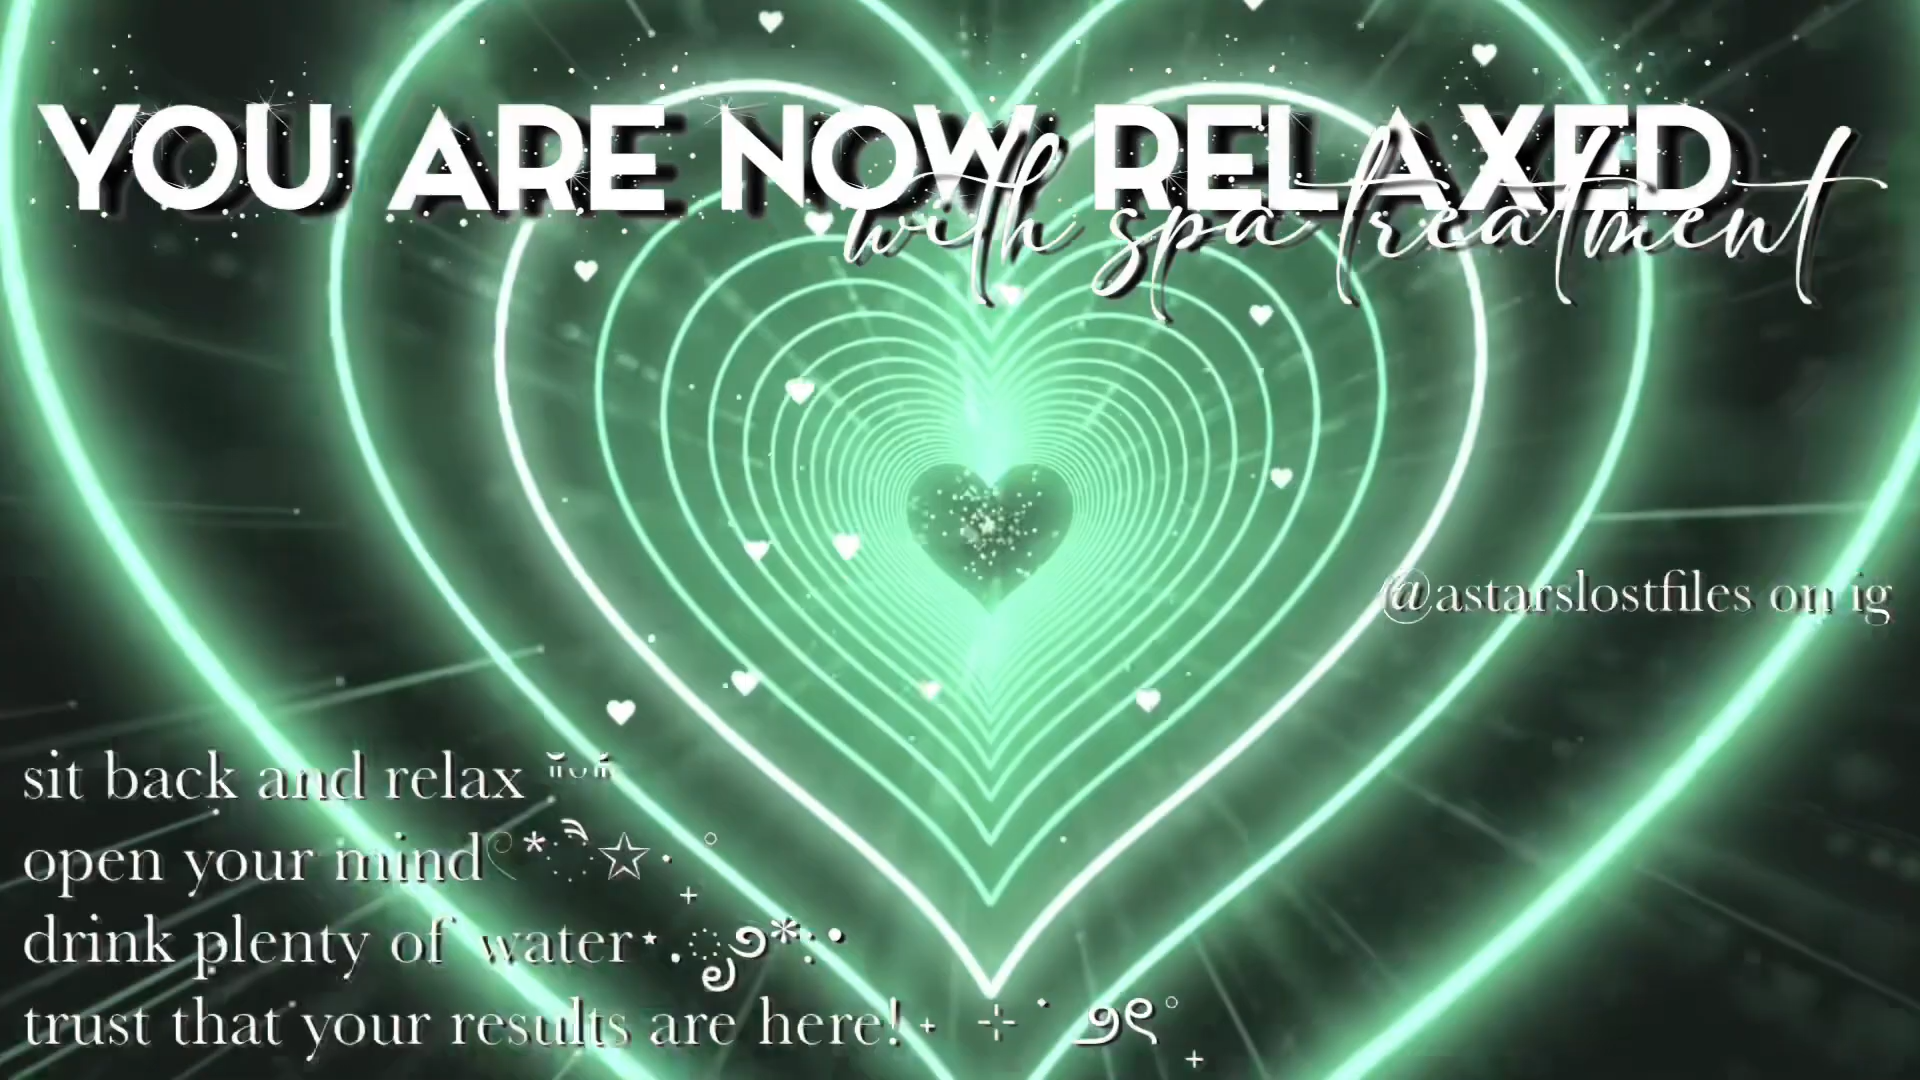 YOU ARE NOW RELAXED
with spa treatment
@astarslostfiles on ig
sit back and relax
open your mind
drink plenty of water
trust that your results are here!